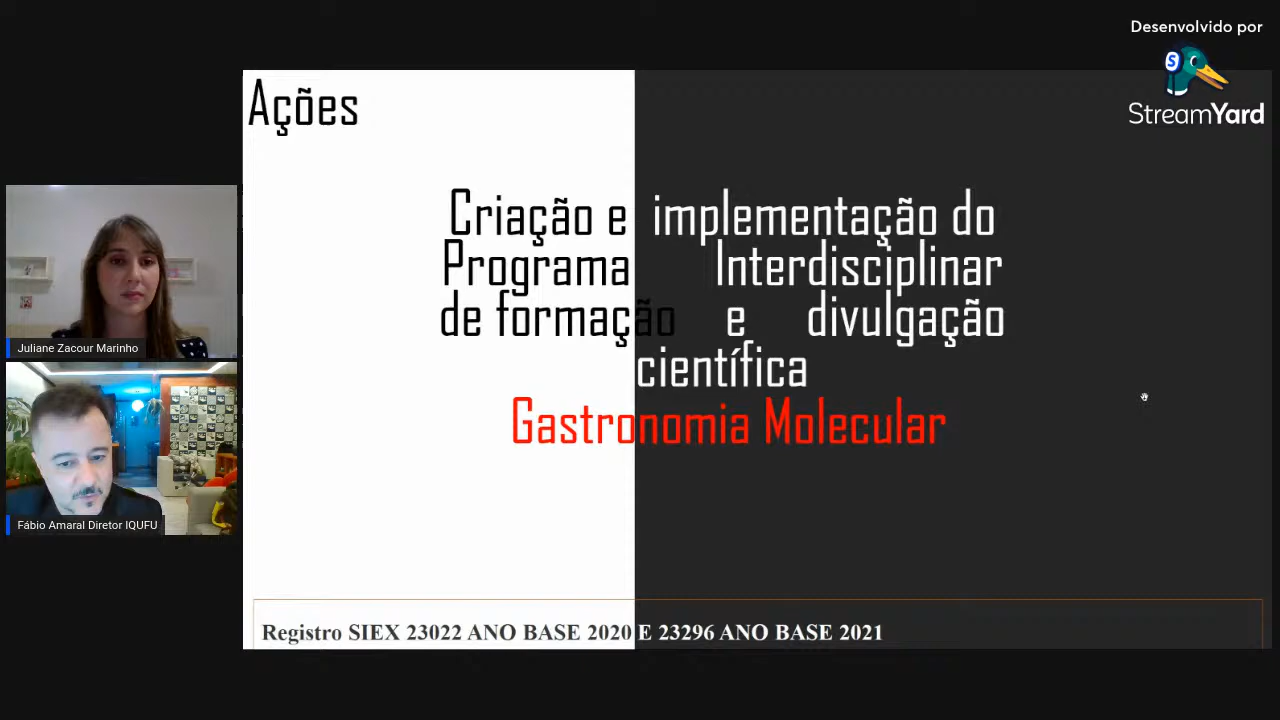 Desenvolvido por
StreamYard
Ações
Criação e implementação do
Programa Interdisciplinar
de formação e divulgação
científica
Gastronomia Molecular
Juliane Zacour Marinho
Fábio Amaral Diretor IQUFU
Registro SIEX 23022 ANO BASE 2020 E 23296 ANO BASE 2021